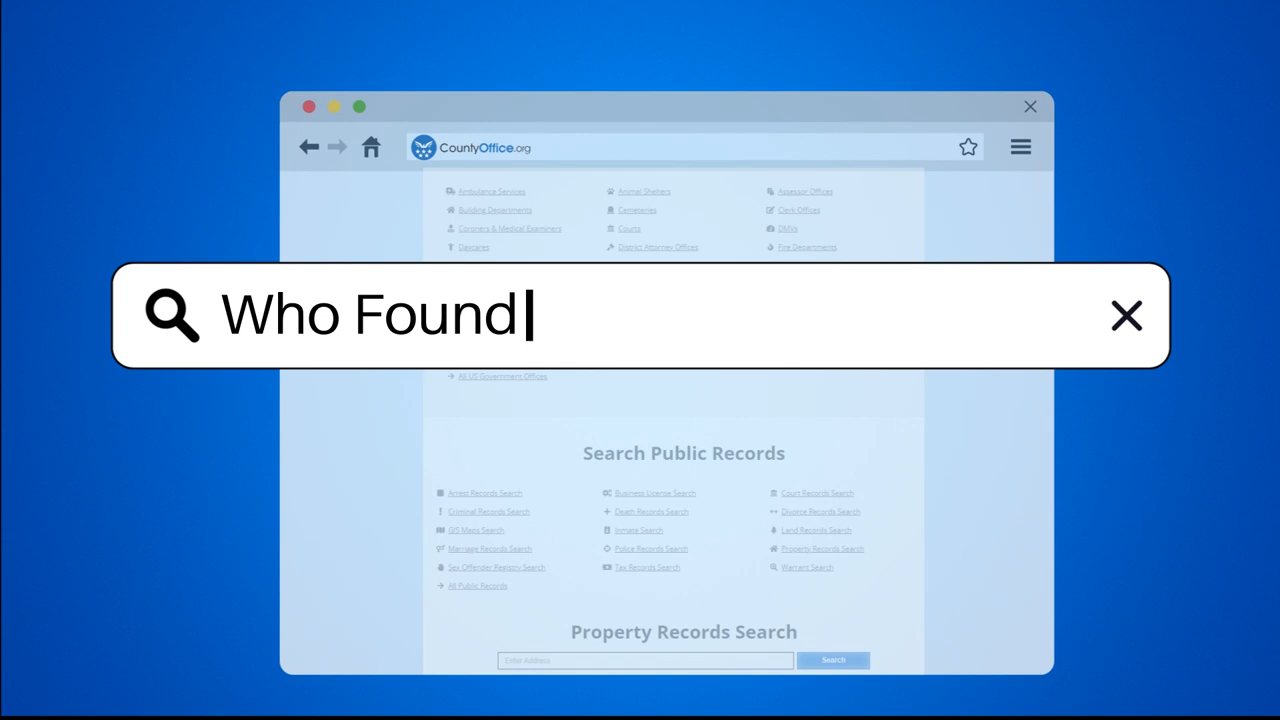 CountyOffice.org
Ambulance Services Animal Shelters Assessor Offices
Building Departments Cemeteries Clerk Offices
Coroners & Medical Examiners Courts DMVs
Daycares District Attorney Offices Fire Departments
Who Found
All US Government Offices
Search Public Records
Arrest Records Search Business License Search Court Records Search
Criminal Records Search Death Records Search Divorce Records Search
GIS Maps Search Inmate Search Land Records Search
Marriage Records Search Police Records Search Property Records Search
Sex Offender Registry Search Tax Records Search Warrant Search
All Public Records
Property Records Search
Enter Address Search